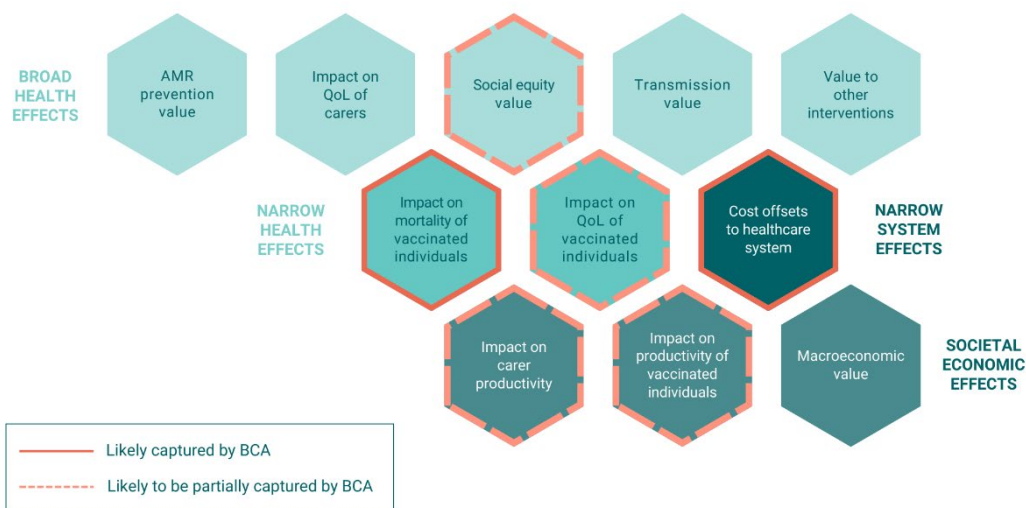 BROAD
HEALTH
EFFECTS
AMR
prevention
value
Impact on
QoL of
carers
Social equity
value
Transmission
value
Value to
other
interventions
NARROW
HEALTH
EFFECTS
Impact on
mortality of
vaccinated
individuals
Impact on
QoL of
vaccinated
individuals
Cost offsets
to healthcare
system
NARROW
SYSTEM
EFFECTS
Impact on
carer
productivity
Impact on
productivity of
vaccinated
individuals
Macroeconomic
value
SOCIETAL
ECONOMIC
EFFECTS
Likely captured by BCA
Likely to be partially captured by BCA